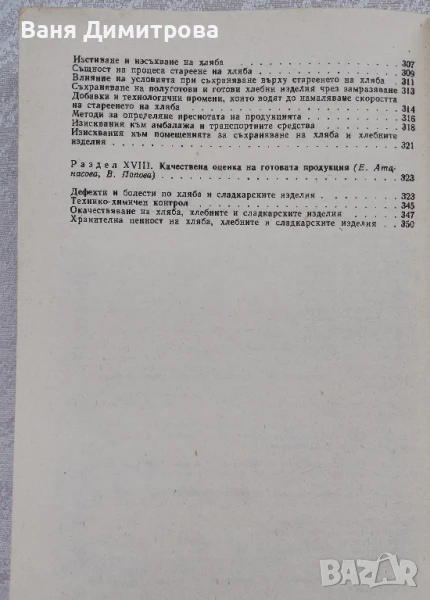 Ваня Димитрова
Изстиване и изсъхване на хляба . . . . . . . . . . 307
Същност на процеса стареене на хляба . . . . . . . . 309
Влияние на условията при съхраняване върху стареенето на хляба . 311
Съхраняване на полуготови и готови хлебни изделия чрез замразяване 313
Добавки и технологични промени, които водят до намаляване скоростта
на стареенето на хляба . . . . . . . . . . . . 314
Методи за определяне пресnотата на продукцията . . . . . . 316
Изисквания към амбалажа и транспортните средства . . . . . 318
Изисквания към помещенията за съхраняване на хляба и хлебните
изделия . . . . . . . . . . . . . . . . 321
Раздел XVIII. Качествена оценка на готовата продукция (Е. Ата-
насова, В. Попова) . . . . . . . . . . . . . 323
Дефекти и болести по хляба и сладкарските изделия . . . . . 323
Технико-химичен контрол . . . . . . . . . . . . 345
Окачествяване на хляба, хлебните и сладкарските изделия . . . 347
Хранителна ценност на хляба, хлебните и сладкарските изделия . . 350
BAZAR